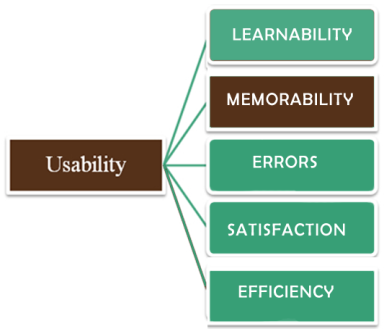 Usability
LEARNABILITY
MEMORABILITY
ERRORS
SATISFACTION
EFFICIENCY